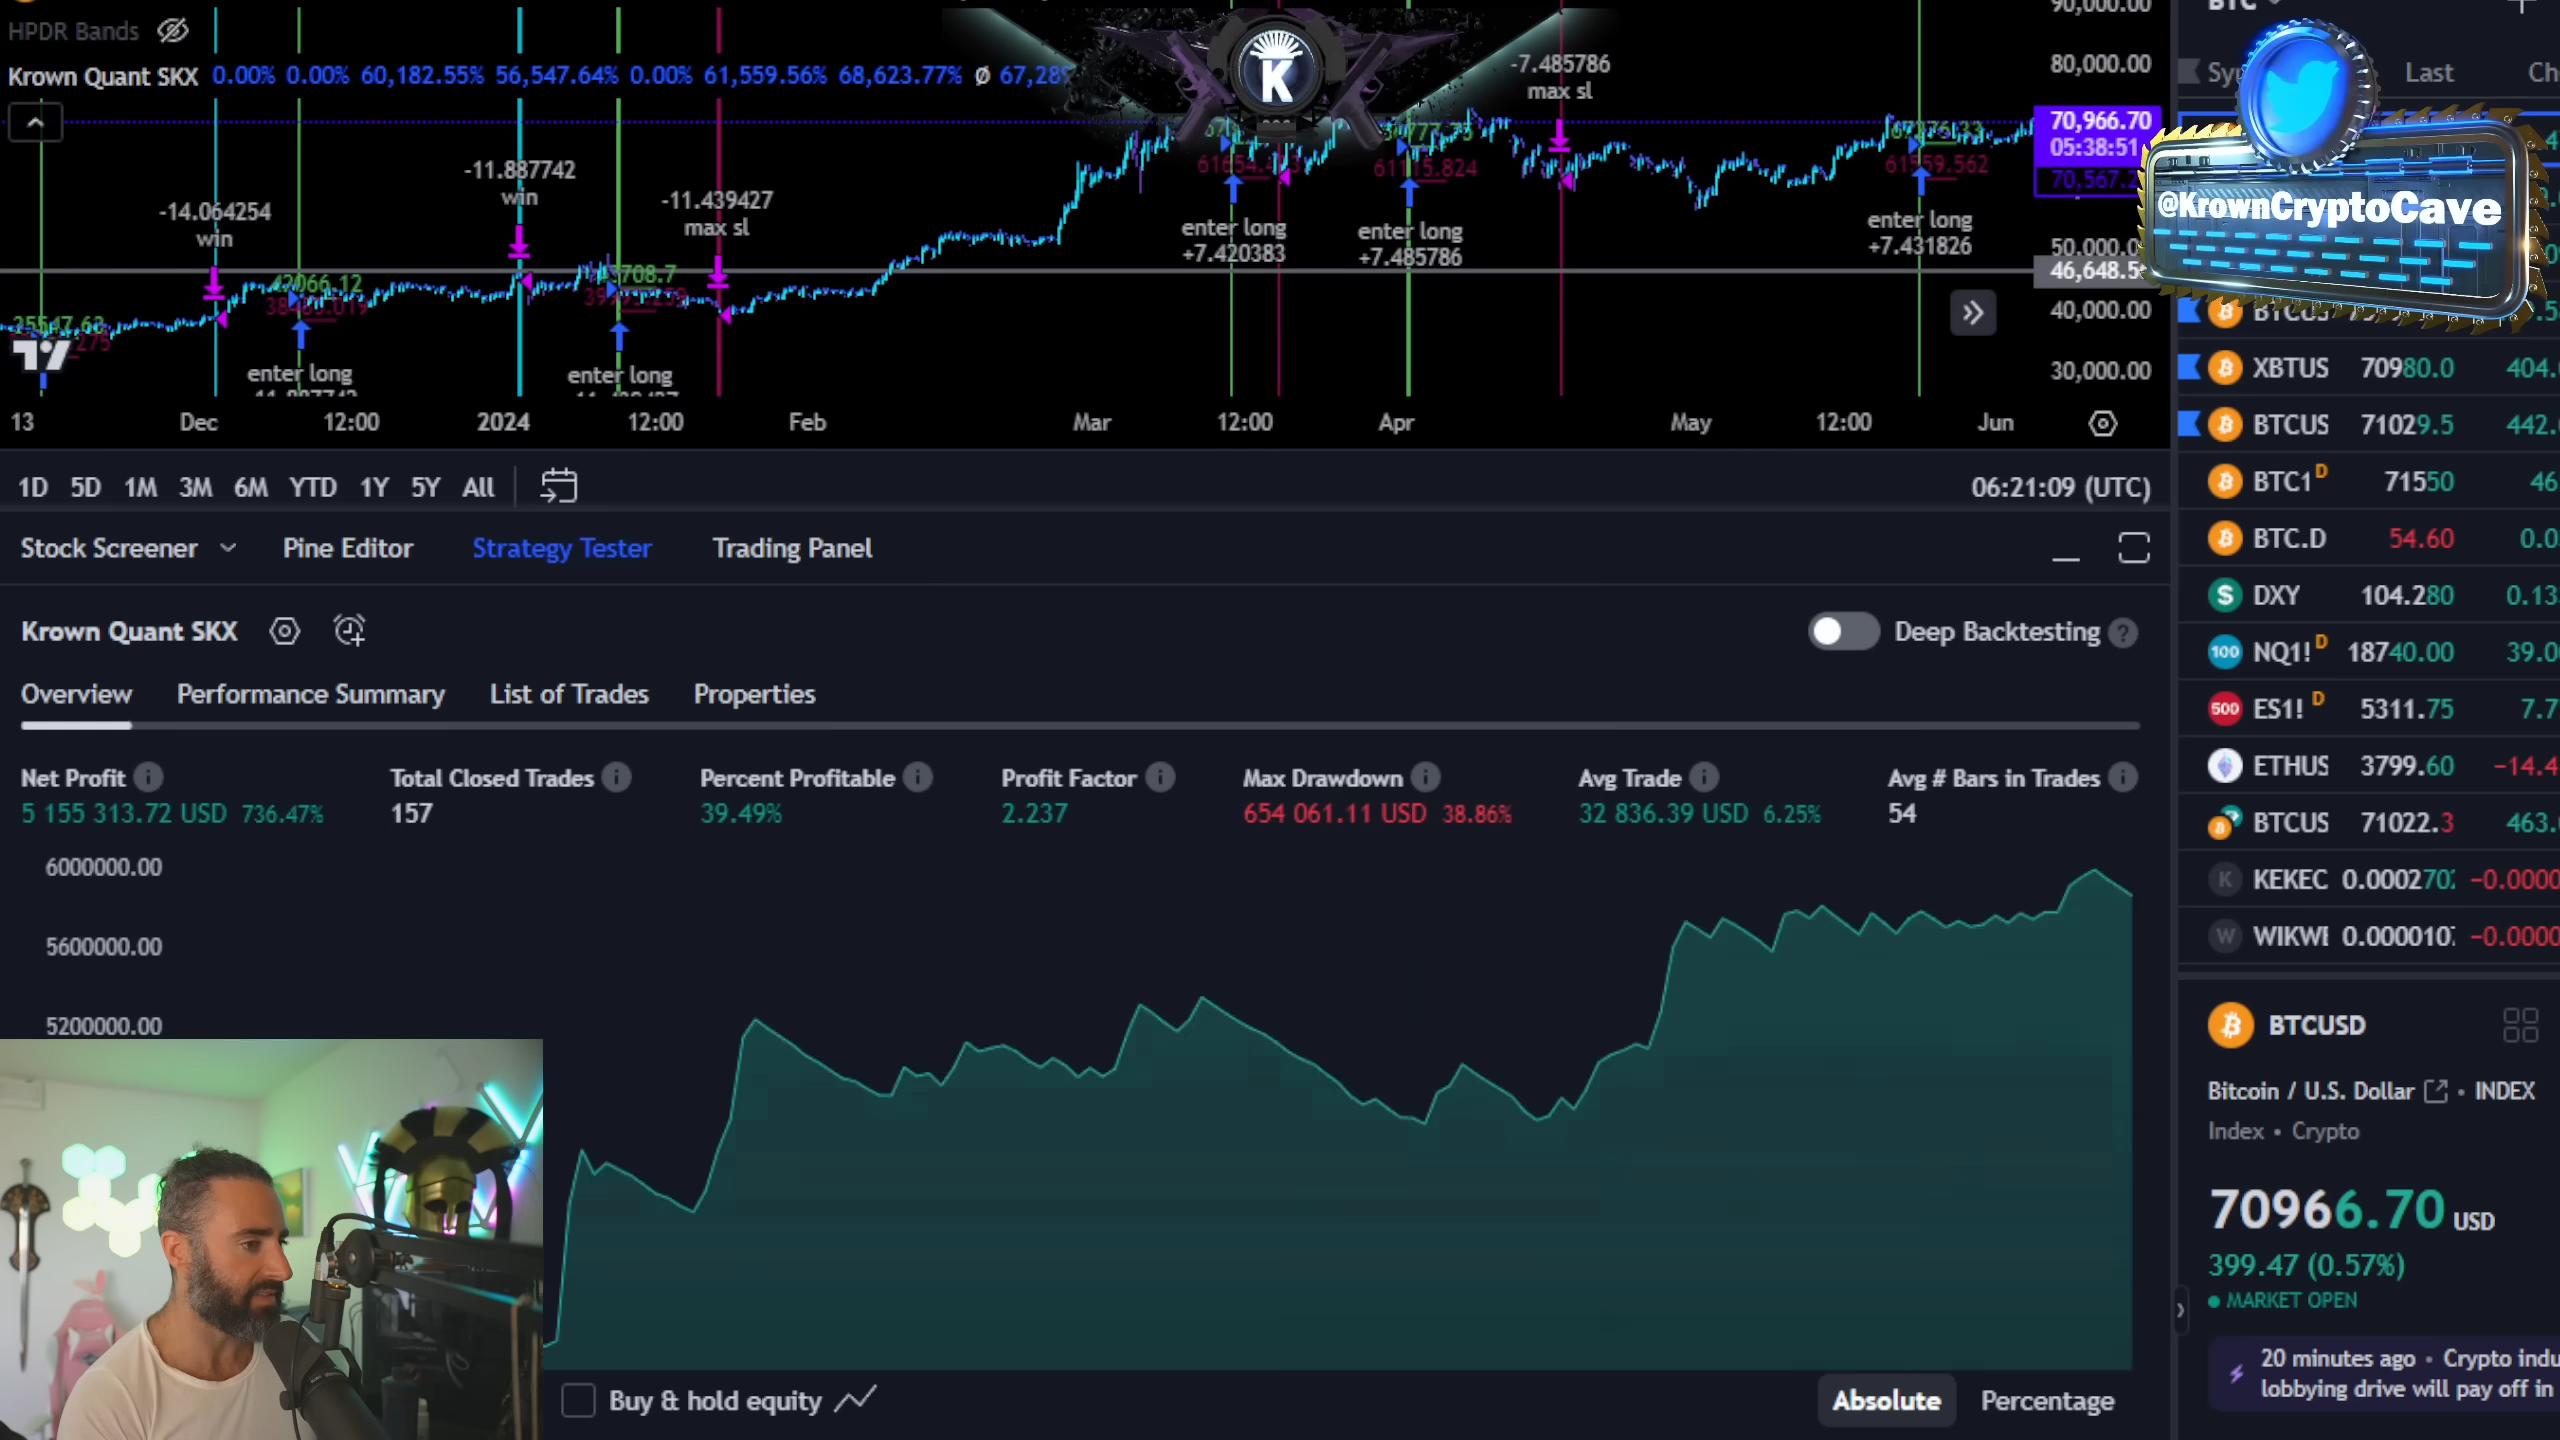 HPDR Bands
Krown Quant SKX 0.00% 0.00% 60,182.55% 56,547.64% 0.00% 61,559.56% 68,623.77% ø
K
-7.485786
max sl
-11.887742
win
-14.064254
win
-11.439427
max sl
42066.12
61115.824
61559.562
25547.63
enter long
+7.420383
enter long
+7.485786
enter long
+7.431826
enter long
enter long
90,000.00
80,000.00
70,966.70
05:38:51
50,000.0
46,648.5
40,000.00
30,000.00
13 Dec 12:00 2024 12:00 Feb Mar 12:00 Apr May 12:00 Jun
1D 5D 1M 3M 6M YTD 1Y 5Y All
06:21:09 (UTC)
Stock Screener Pine Editor Strategy Tester Trading Panel
Krown Quant SKX
Deep Backtesting ?
Overview Performance Summary List of Trades Properties
Net Profit Total Closed Trades Percent Profitable Profit Factor Max Drawdown Avg Trade Avg # Bars in Trades
5 155 313.72 USD 736.47% 157 39.49% 2.237 654 061.11 USD 38.86% 32 836.39 USD 6.25% 54
6000000.00
5600000.00
5200000.00
Buy & hold equity
Absolute Percentage
BTC
Last
@KrownCryptoCave
XBTUS 70980.0 404.
BTCUS 71029.5 442.
BTC1 D 71550 46
BTC.D 54.60 0.0
S DXY 104.280 0.13
100 NQ1! D 18740.00 39.0
500 ES1! D 5311.75 7.7
ETHUS 3799.60 −14.4
BTCUS 71022.3 463.
K KEKEC 0.000270 −0.0000
W WIKWI 0.000010 −0.0000
BTCUSD
Bitcoin / U.S. Dollar • INDEX
Index • Crypto
70966.70 USD
399.47 (0.57%)
MARKET OPEN
20 minutes ago • Crypto indu
lobbying drive will pay off in